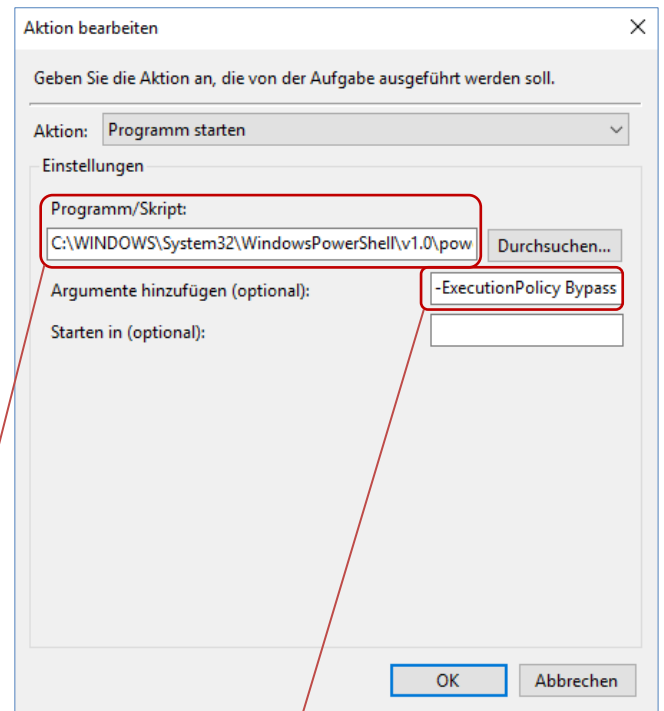 Aktion bearbeiten
Geben Sie die Aktion an, die von der Aufgabe ausgeführt werden soll.
Aktion: Programm starten
Einstellungen
Programm/Skript:
C:\WINDOWS\System32\WindowsPowerShell\v1.0\pow Durchsuchen...
Argumente hinzufügen (optional): -ExecutionPolicy Bypass
Starten in (optional):
OK Abbrechen